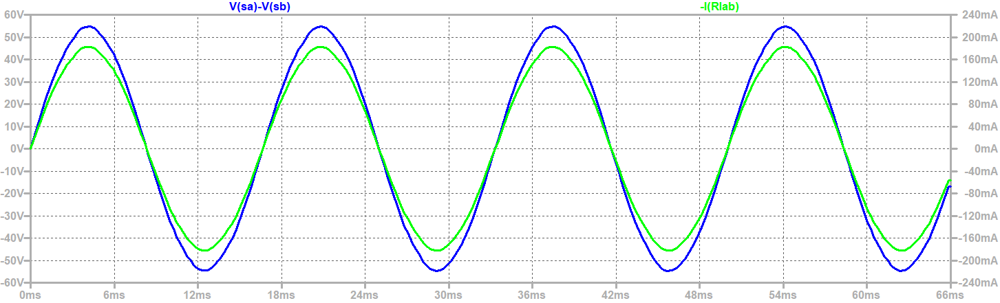 V(sa)-V(sb) -I(Rlab)
60V 240mA
50V 200mA
40V 160mA
30V 120mA
20V 80mA
10V 40mA
0V 0mA
-10V -40mA
-20V -80mA
-30V -120mA
-40V -160mA
-50V -200mA
-60V -240mA
0ms 6ms 12ms 18ms 24ms 30ms 36ms 42ms 48ms 54ms 60ms 66ms